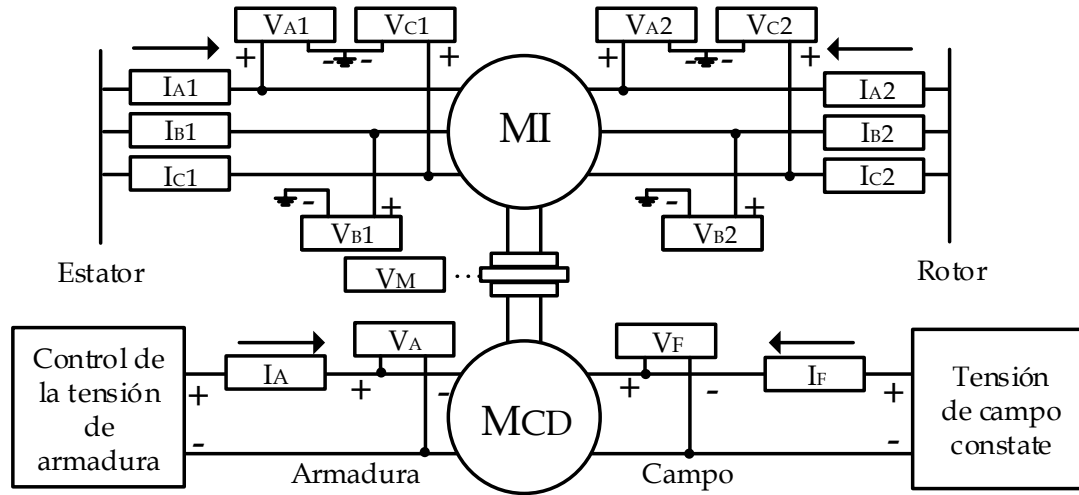 VA1 VC1 VA2 VC2
+ - - + + - - +
IA1 IA2
IB1 MI IB2
IC1 IC2
- + - +
VB1 VB2
Estator VM ... Rotor
VA VF
Control de
la tensión
de
armadura
IA IF
+ + - + - +
MCD
Tensión
de campo
constate
- -
Armadura Campo